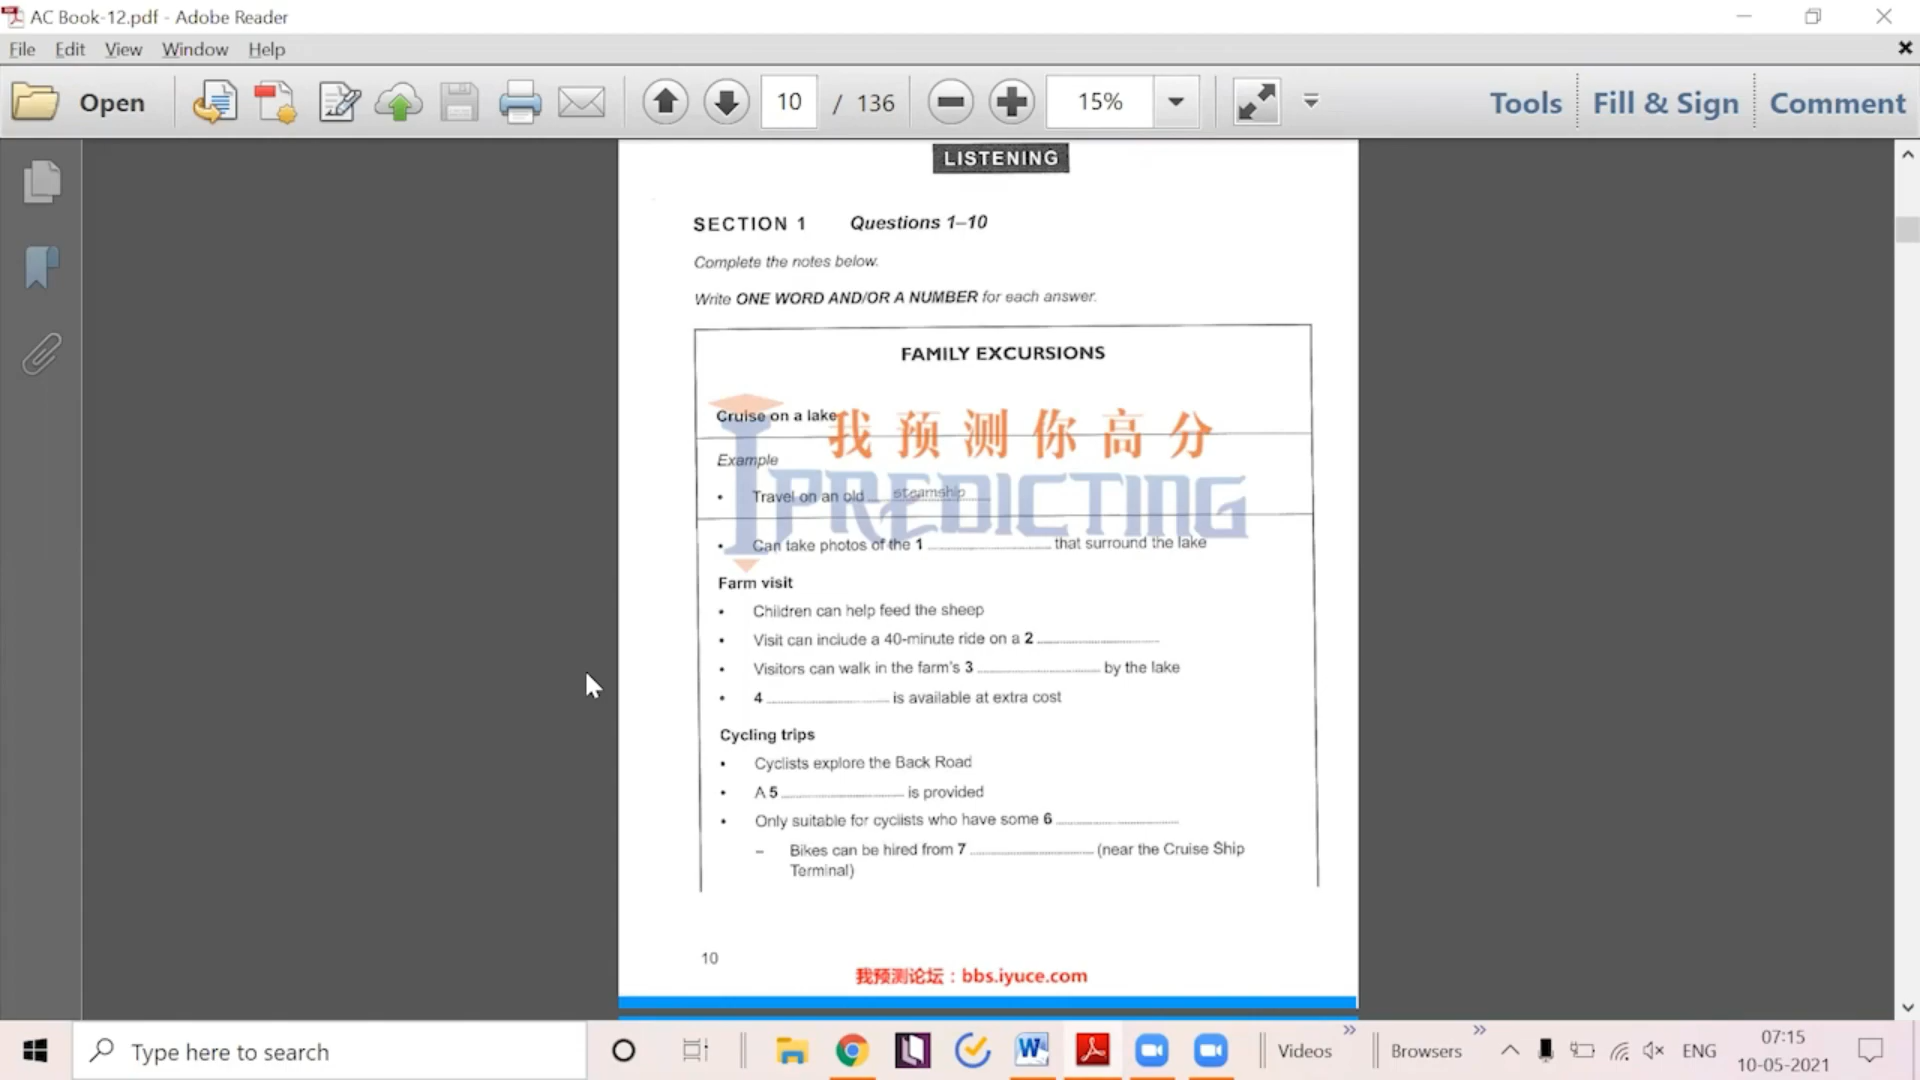 AC Book-12.pdf - Adobe Reader
File Edit View Window Help
Open 10 / 136 15% Tools Fill & Sign Comment
LISTENING
SECTION 1 Questions 1–10
Complete the notes below.
Write ONE WORD AND/OR A NUMBER for each answer.
FAMILY EXCURSIONS
Cruise on a lake
我预测你高分
Example
IPREDICTING
• Travel on an old steamship
• Can take photos of the 1 that surround the lake
Farm visit
• Children can help feed the sheep
• Visit can include a 40-minute ride on a 2
• Visitors can walk in the farm's 3 by the lake
• 4 is available at extra cost
Cycling trips
• Cyclists explore the Back Road
• A 5 is provided
• Only suitable for cyclists who have some 6
– Bikes can be hired from 7 (near the Cruise Ship
Terminal)
10
我预测论坛：bbs.iyuce.com
Type here to search Videos Browsers ENG 07:15
10-05-2021